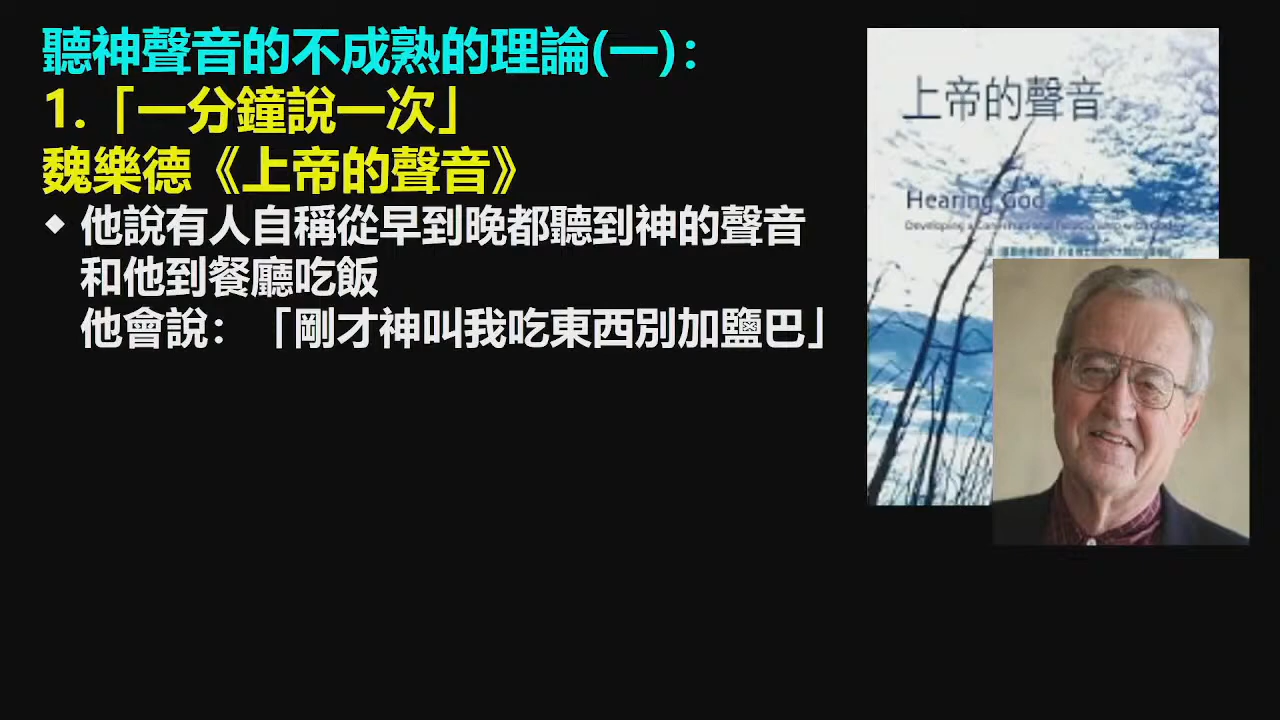 聽神聲音的不成熟的理論(一)：
1.「一分鐘說一次」
魏樂德《上帝的聲音》
◆ 他說有人自稱從早到晚都聽到神的聲音
和他到餐廳吃飯
他會說：「剛才神叫我吃東西別加鹽巴」
上帝的聲音
Hearing God
Developing a